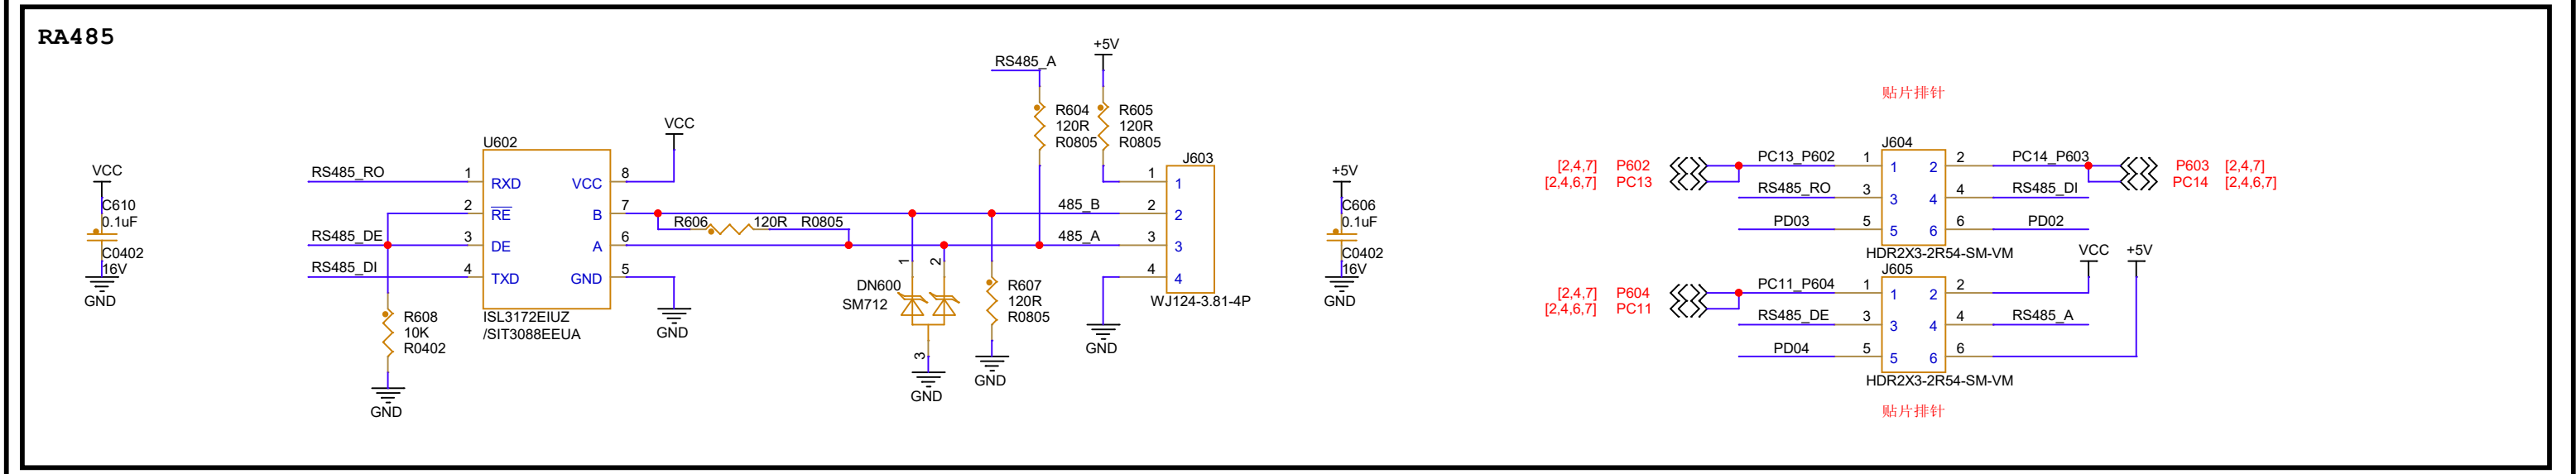 RA485
VCC
C610
0.1uF
C0402
16V
GND
RS485_RO
RS485_DE
RS485_DI
R608
10K
R0402
GND
U602
1 RXD VCC 8
2 RE B 7
3 DE A 6
4 TXD GND 5
ISL3172EIUZ
/SIT3088EEUA
VCC
GND
R606 120R R0805
1 2
DN600
SM712
3
GND
R607
120R
R0805
GND
RS485_A
R604
120R
R0805
+5V
R605
120R
R0805
J603
1 1
485_B 2 2
485_A 3 3
4 4
WJ124-3.81-4P
GND
+5V
C606
0.1uF
C0402
16V
GND
贴片排针
J604
[2,4,7] P602 PC13_P602 1 1 2 2 PC14_P603 P603 [2,4,7]
[2,4,6,7] PC13 PC14 [2,4,6,7]
RS485_RO 3 3 4 4 RS485_DI
PD03 5 5 6 6 PD02
HDR2X3-2R54-SM-VM
VCC +5V
J605
[2,4,7] P604 PC11_P604 1 1 2 2
[2,4,6,7] PC11
RS485_DE 3 3 4 4 RS485_A
PD04 5 5 6 6
HDR2X3-2R54-SM-VM
贴片排针